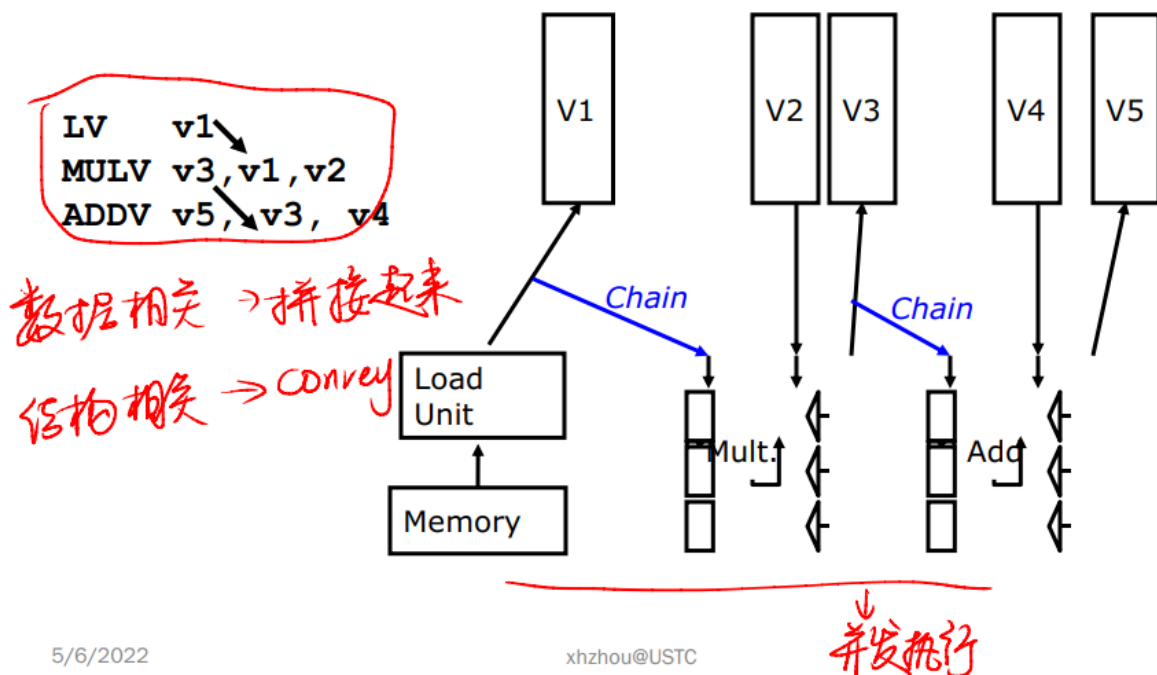 V1
V2
V3
V4
V5
LV v1
MULV v3,v1,v2
ADDV v5, v3, v4
数据相关 →拼接起来
结构相关 → convey
Chain
Chain
Load
Unit
Mult.
Add
Memory
并发执行
5/6/2022
xhzhou@USTC